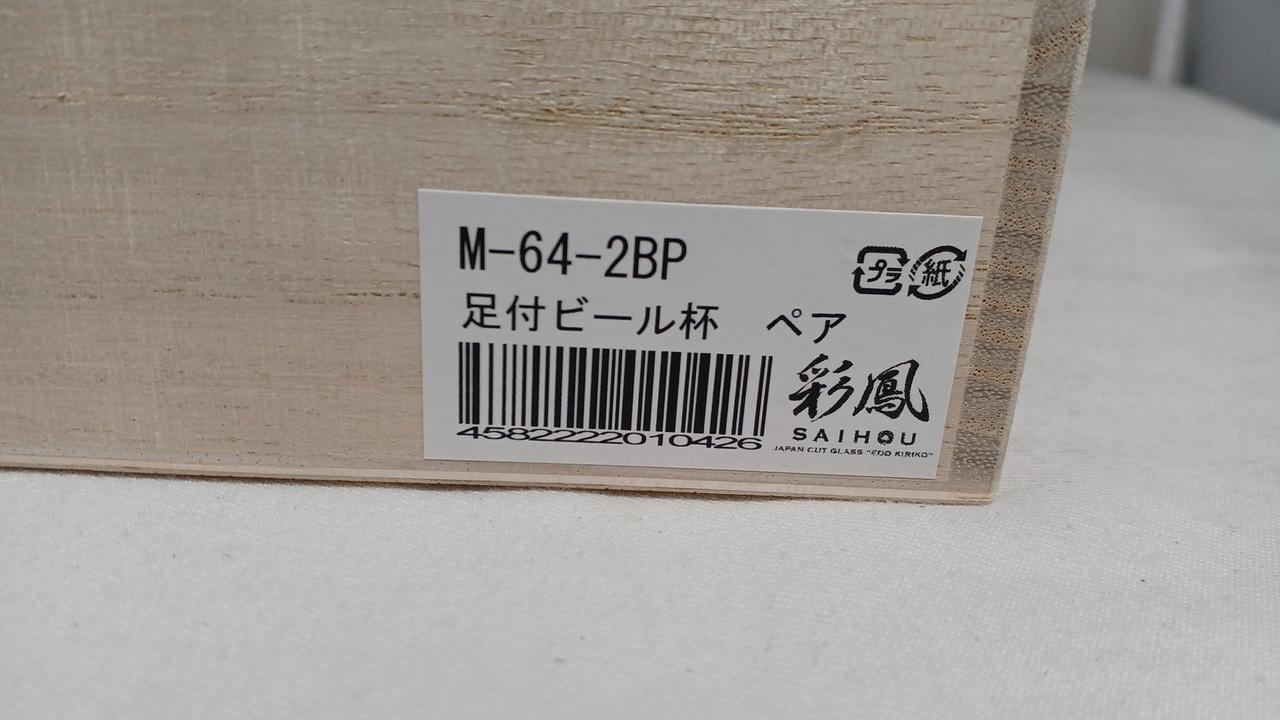 M-64-2BP
プラ 紙
足付ビール杯　ペア
4582222010426
彩鳳
SAIHOU
JAPAN CUT GLASS "EDO KIRIKO"